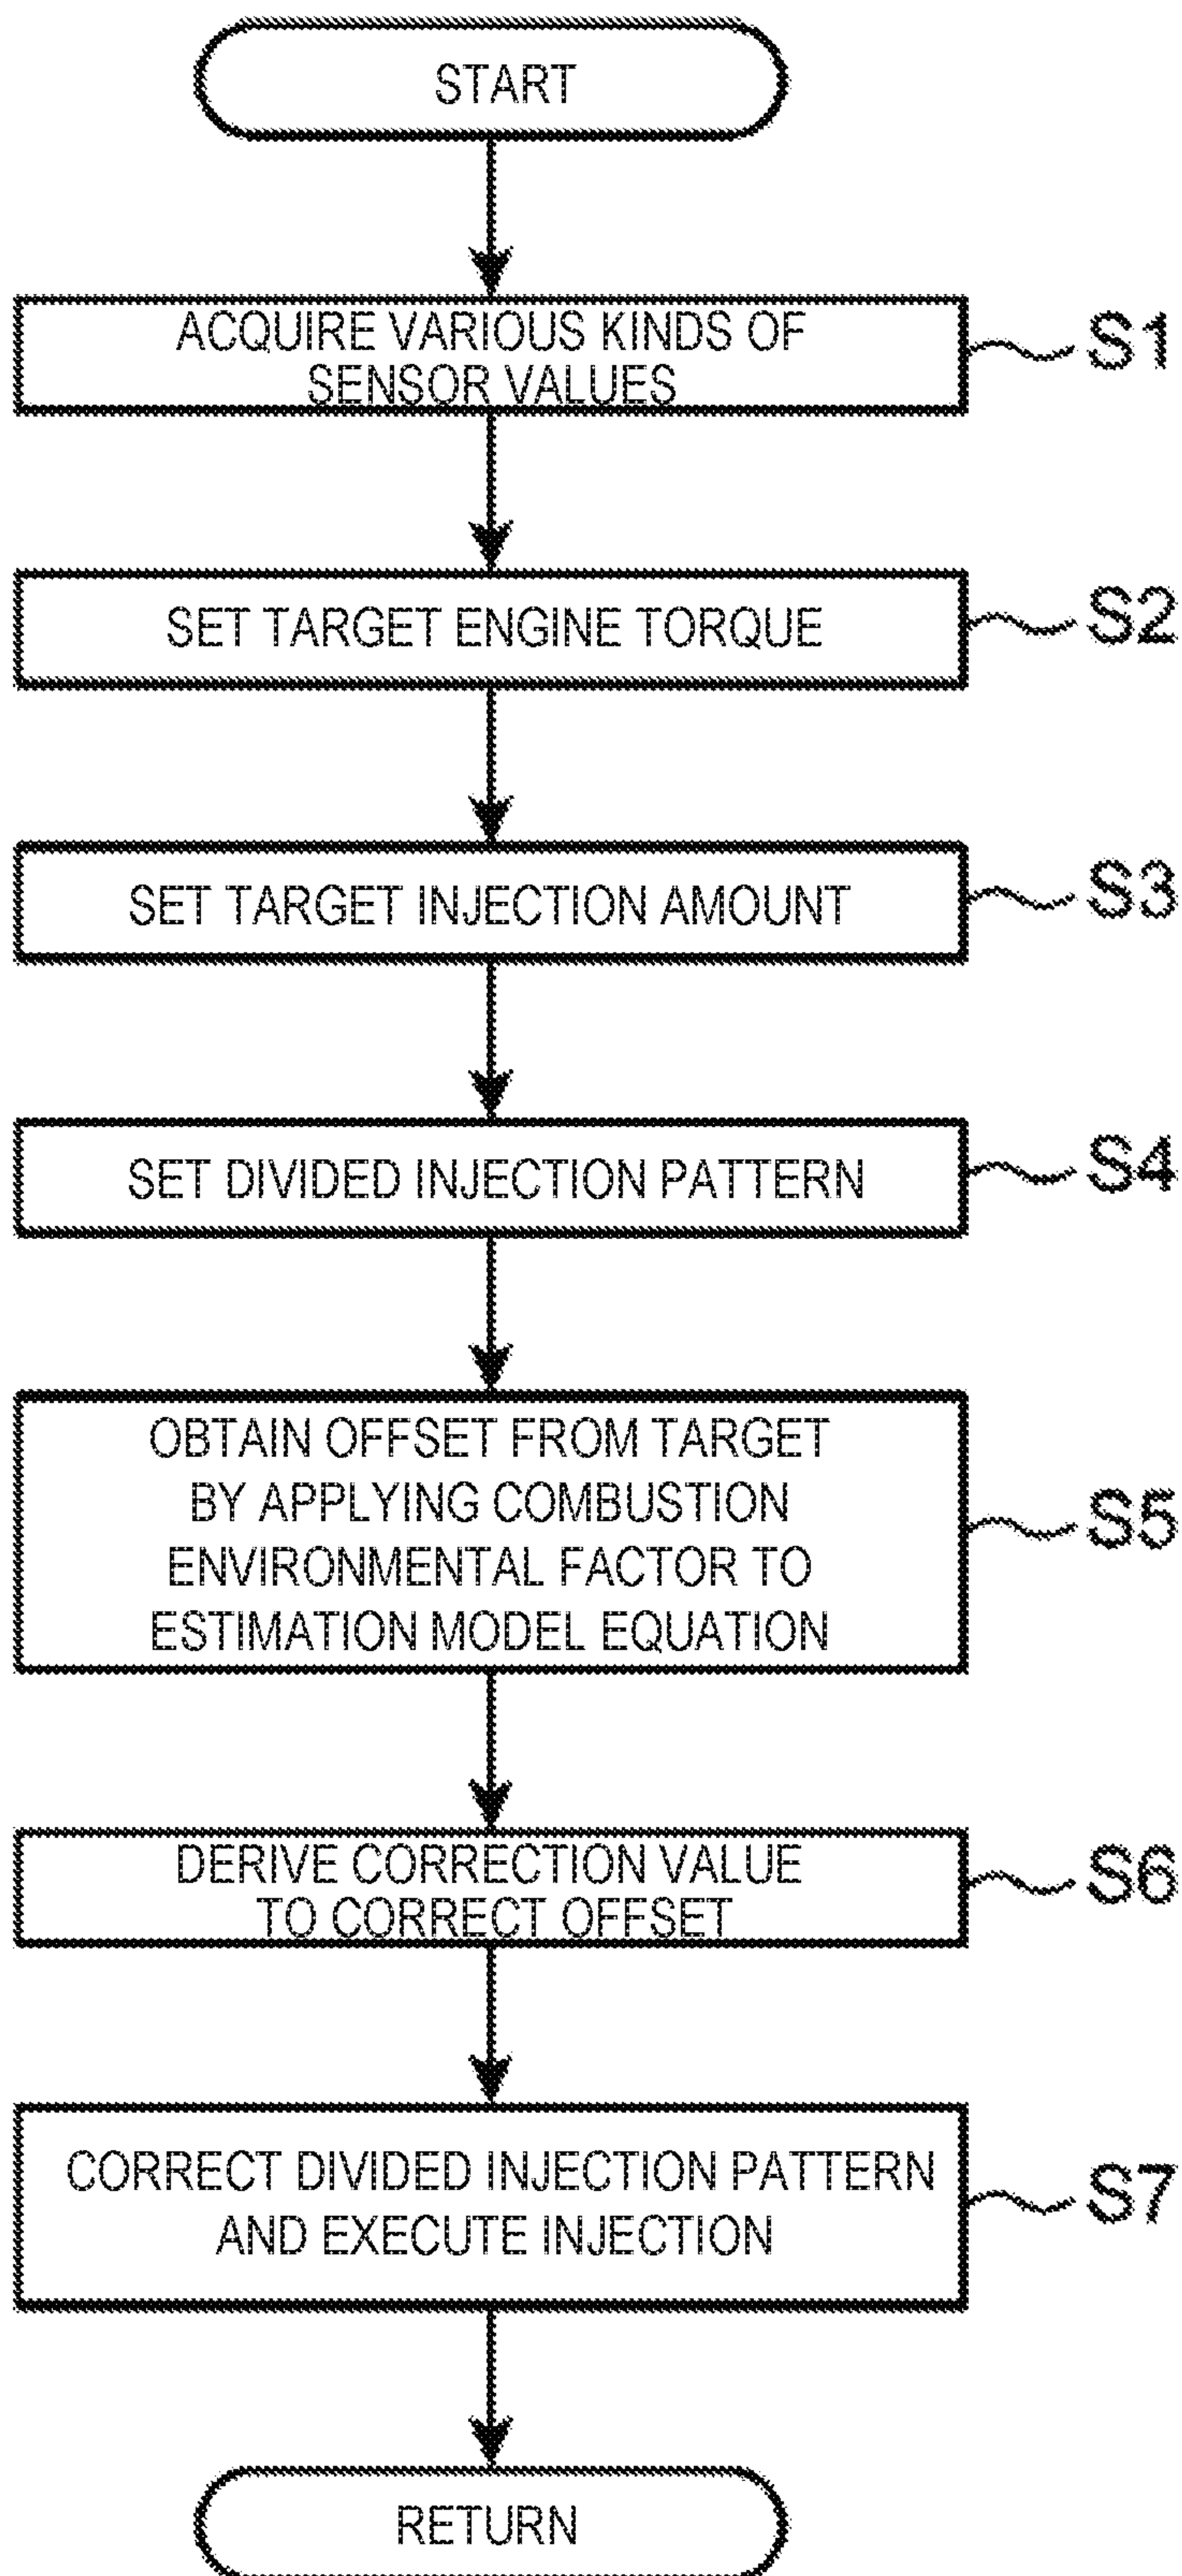 START
ACQUIRE VARIOUS KINDS OF
SENSOR VALUES
S1
SET TARGET ENGINE TORQUE
S2
SET TARGET INJECTION AMOUNT
S3
SET DIVIDED INJECTION PATTERN
S4
OBTAIN OFFSET FROM TARGET
BY APPLYING COMBUSTION
ENVIRONMENTAL FACTOR TO
ESTIMATION MODEL EQUATION
S5
DERIVE CORRECTION VALUE
TO CORRECT OFFSET
S6
CORRECT DIVIDED INJECTION PATTERN
AND EXECUTE INJECTION
S7
RETURN